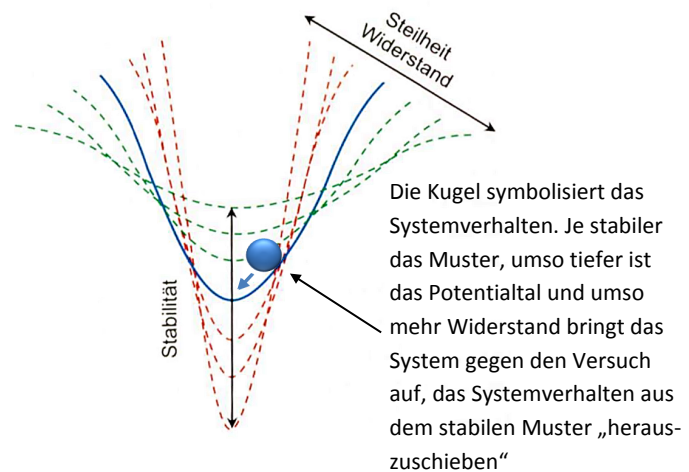 Steilheit
Widerstand
Stabilität
Die Kugel symbolisiert das
Systemverhalten. Je stabiler
das Muster, umso tiefer ist
das Potentialtal und umso
mehr Widerstand bringt das
System gegen den Versuch
auf, das Systemverhalten aus
dem stabilen Muster „heraus-
zuschieben“